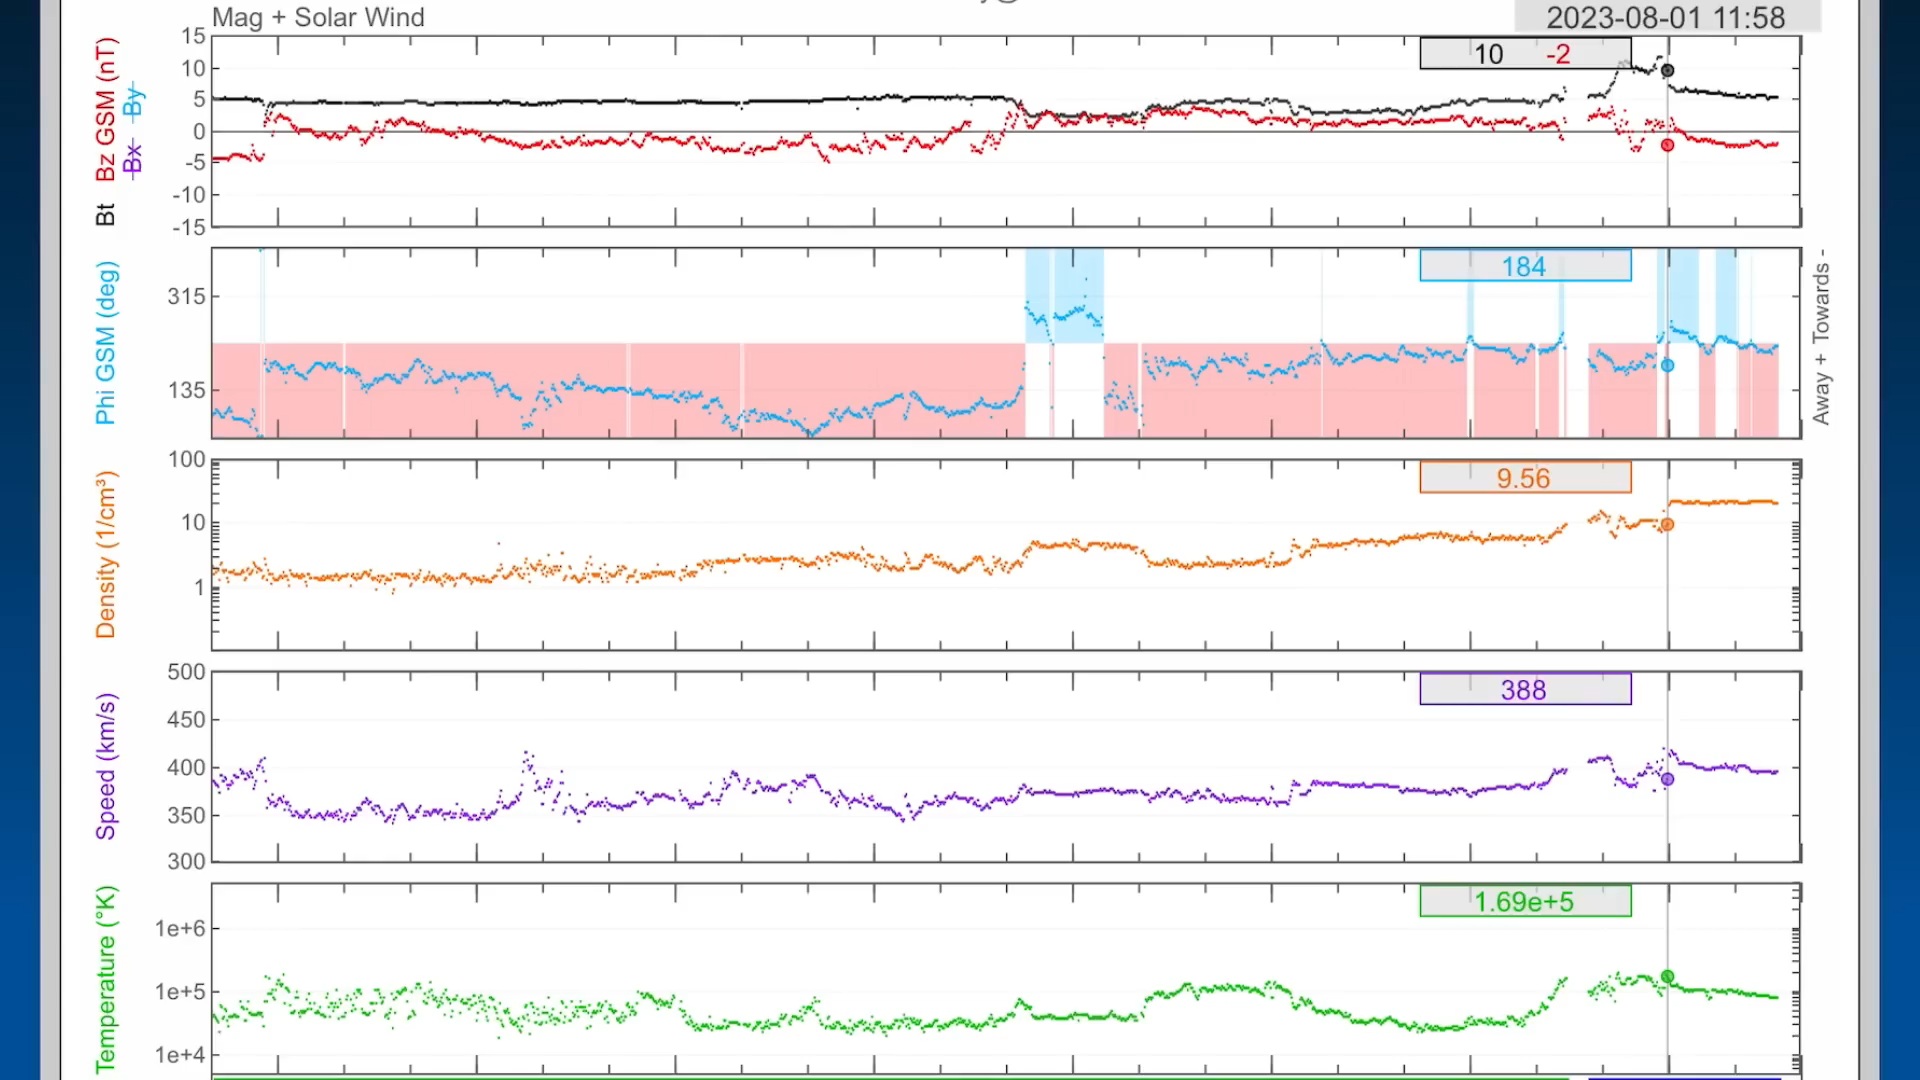 Mag + Solar Wind
2023-08-01 11:58
Bt Bz GSM (nT)
Bx By
15
10
5
0
-5
-10
-15
10 -2
Phi GSM (deg)
315
135
184
Away + Towards -
Density (1/cm³)
100
10
1
9.56
Speed (km/s)
500
450
400
350
300
388
Temperature (°K)
1e+6
1e+5
1e+4
1.69e+5